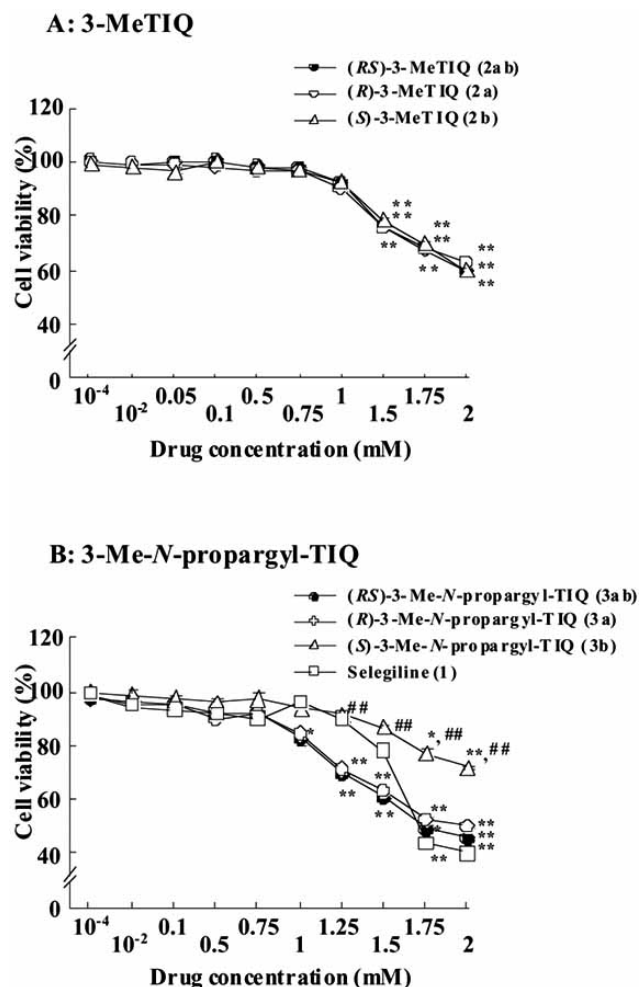 A: 3-MeTIQ
(RS)-3-MeTIQ (2ab)
(R)-3-MeTIQ (2a)
(S)-3-MeTIQ (2b)
Cell viability (%)
120
100
80
60
40
0
** ** **
** ** **
** ** **
10⁻⁴ 0.05 0.5 1 1.75
10⁻² 0.1 0.75 1.5 2
Drug concentration (mM)
B: 3-Me-N-propargyl-TIQ
(RS)-3-Me-N-propargyl-TIQ (3ab)
(R)-3-Me-N-propargyl-TIQ (3a)
(S)-3-Me-N-propargyl-TIQ (3b)
Selegiline (1)
Cell viability (%)
120
100
80
60
40
0
## ## *, ## **, ##
*
** **
** ** ** **
** **
** **
10⁻⁴ 0.1 0.75 1.25 1.75
10⁻² 0.5 1 1.5 2
Drug concentration (mM)